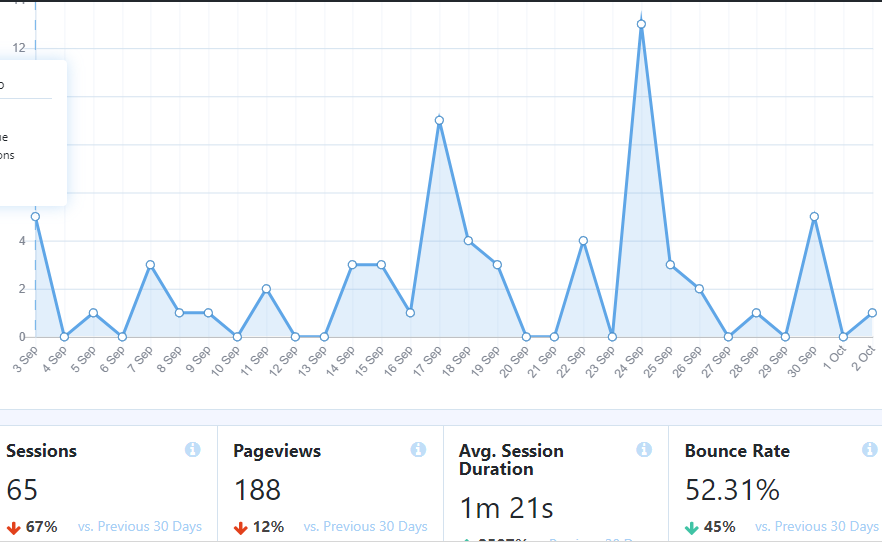 12
4
2
0
3 Sep
4 Sep
5 Sep
6 Sep
7 Sep
8 Sep
9 Sep
10 Sep
11 Sep
12 Sep
13 Sep
14 Sep
15 Sep
16 Sep
17 Sep
18 Sep
19 Sep
20 Sep
21 Sep
22 Sep
23 Sep
24 Sep
25 Sep
26 Sep
27 Sep
28 Sep
29 Sep
30 Sep
1 Oct
2 Oct
Sessions
65
67% vs. Previous 30 Days
Pageviews
188
12% vs. Previous 30 Days
Avg. Session
Duration
1m 21s
Bounce Rate
52.31%
45% vs. Previous 30 Days